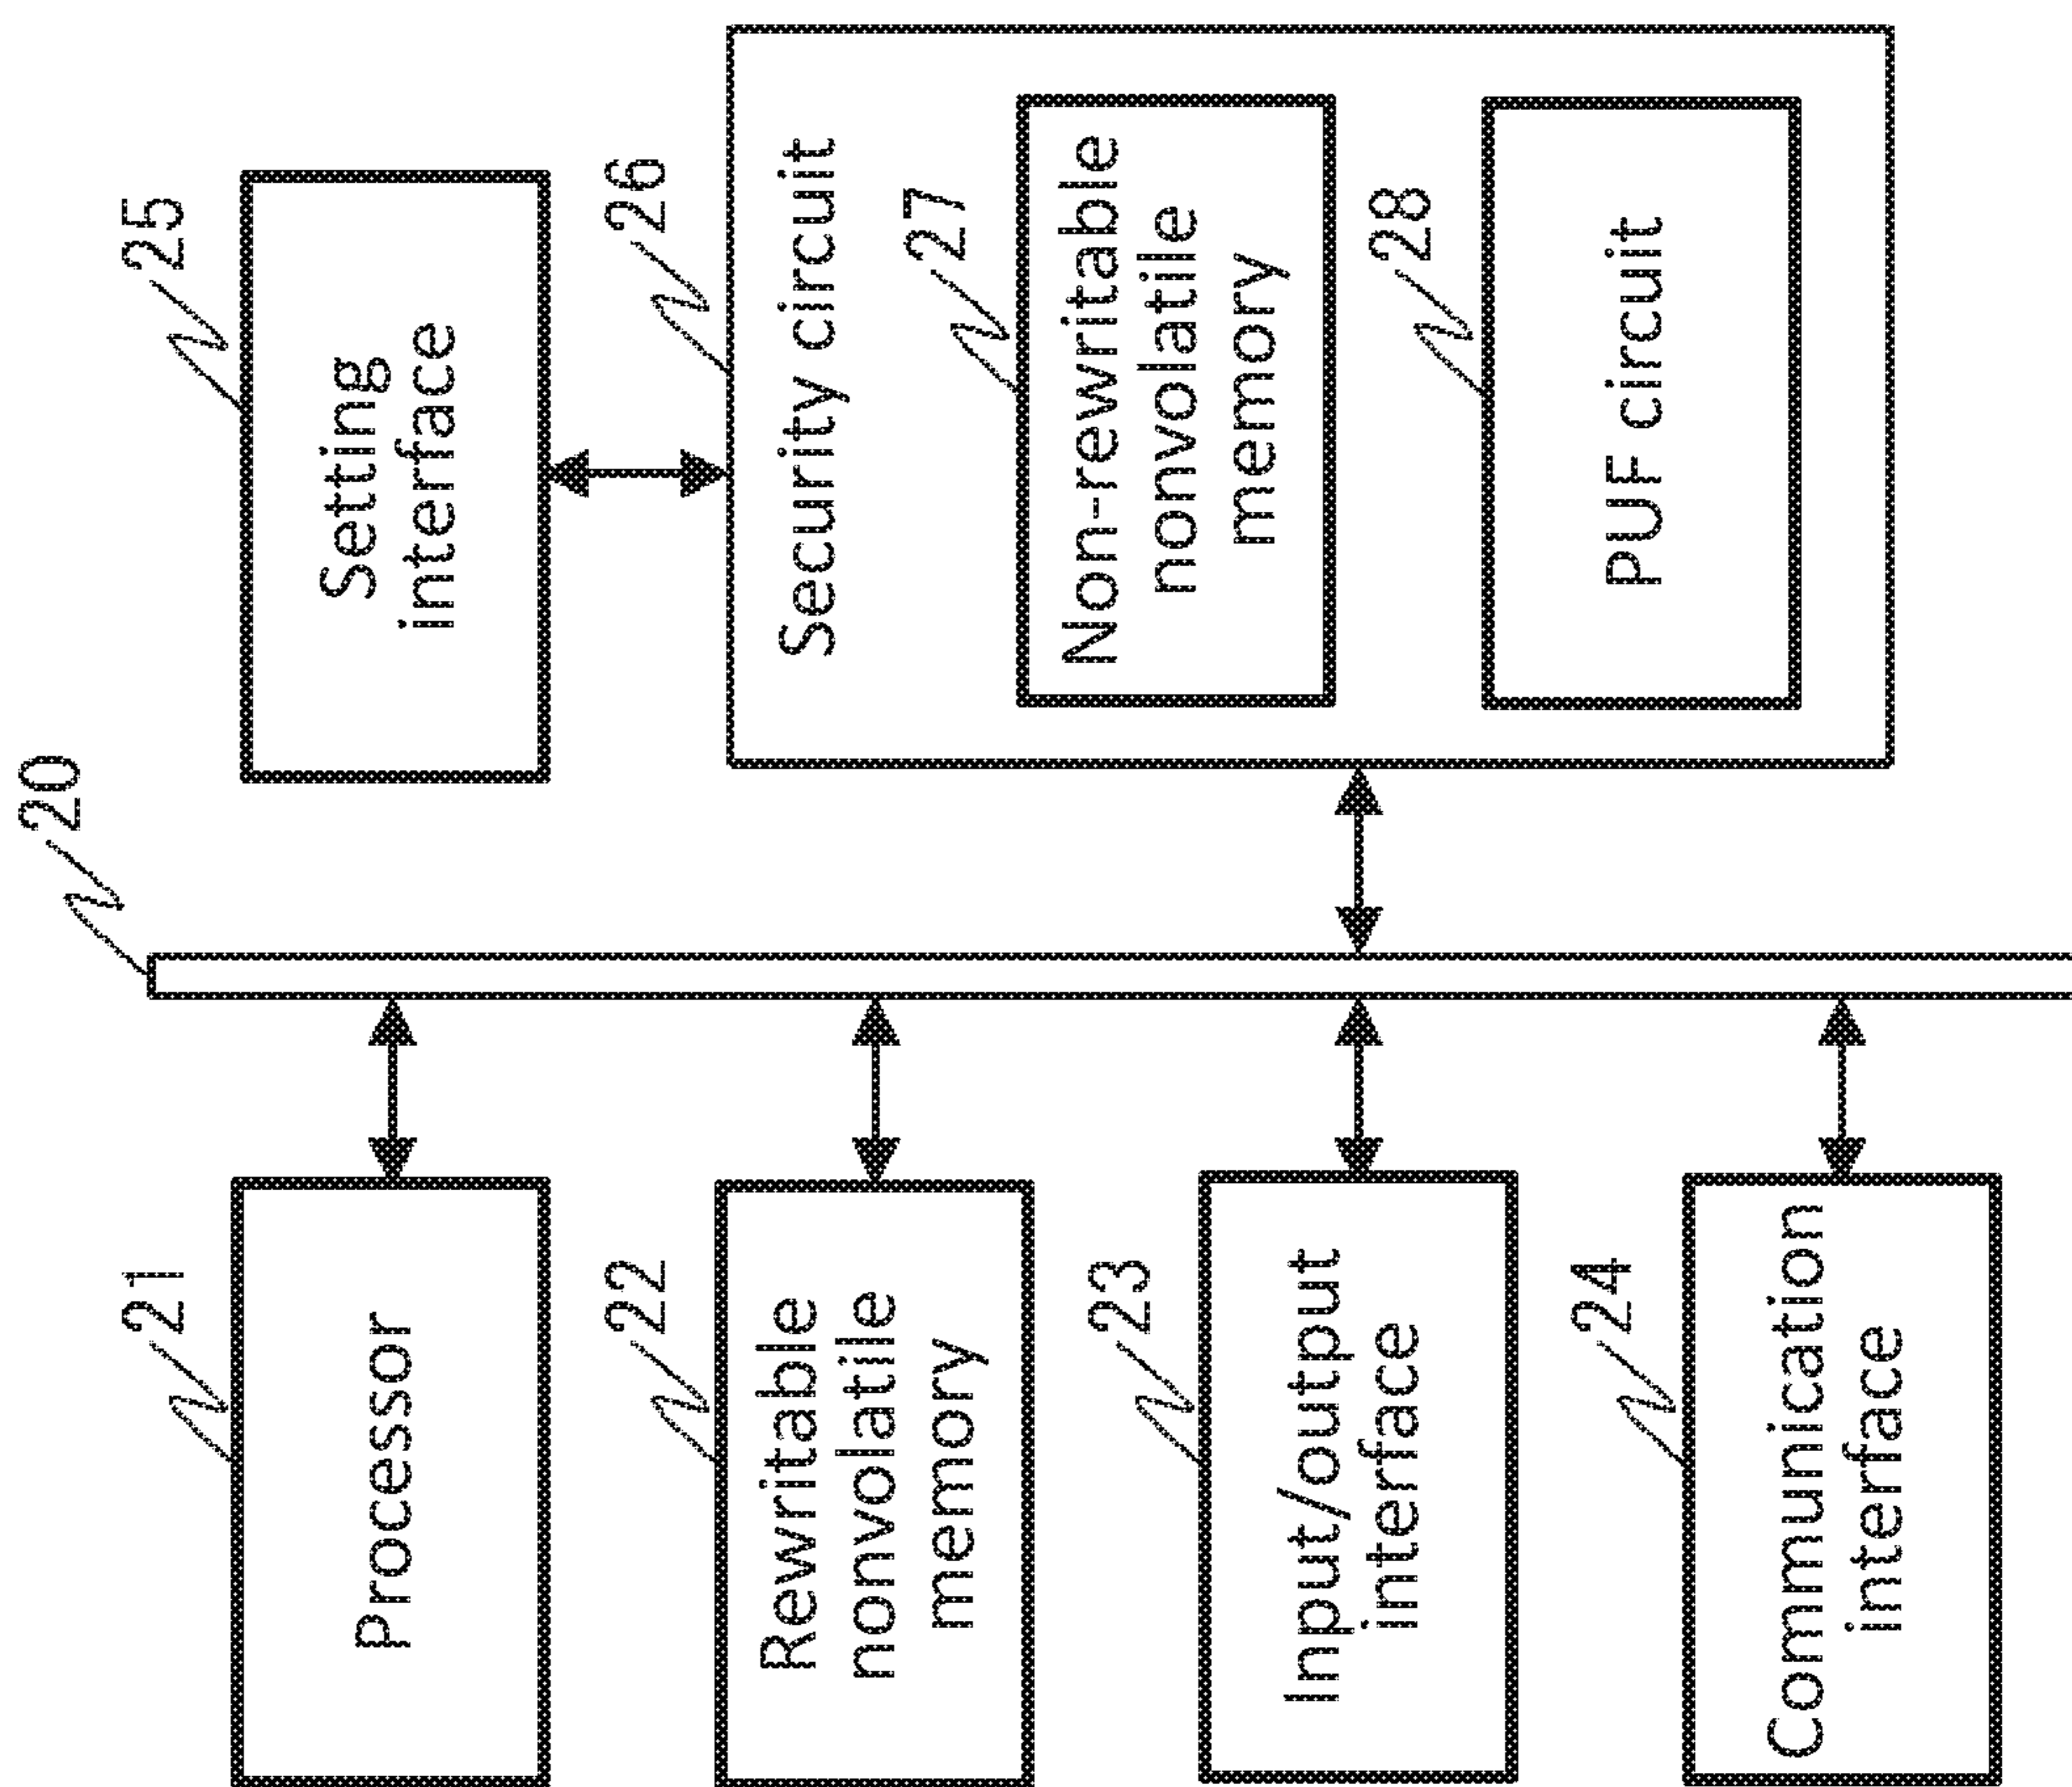 20
21
Processor
22
Rewritable
nonvolatile
memory
23
Input/output
interface
24
Communication
interface
25
Setting
interface
26
Security circuit
27
Non-rewritable
nonvolatile
memory
28
PUF circuit